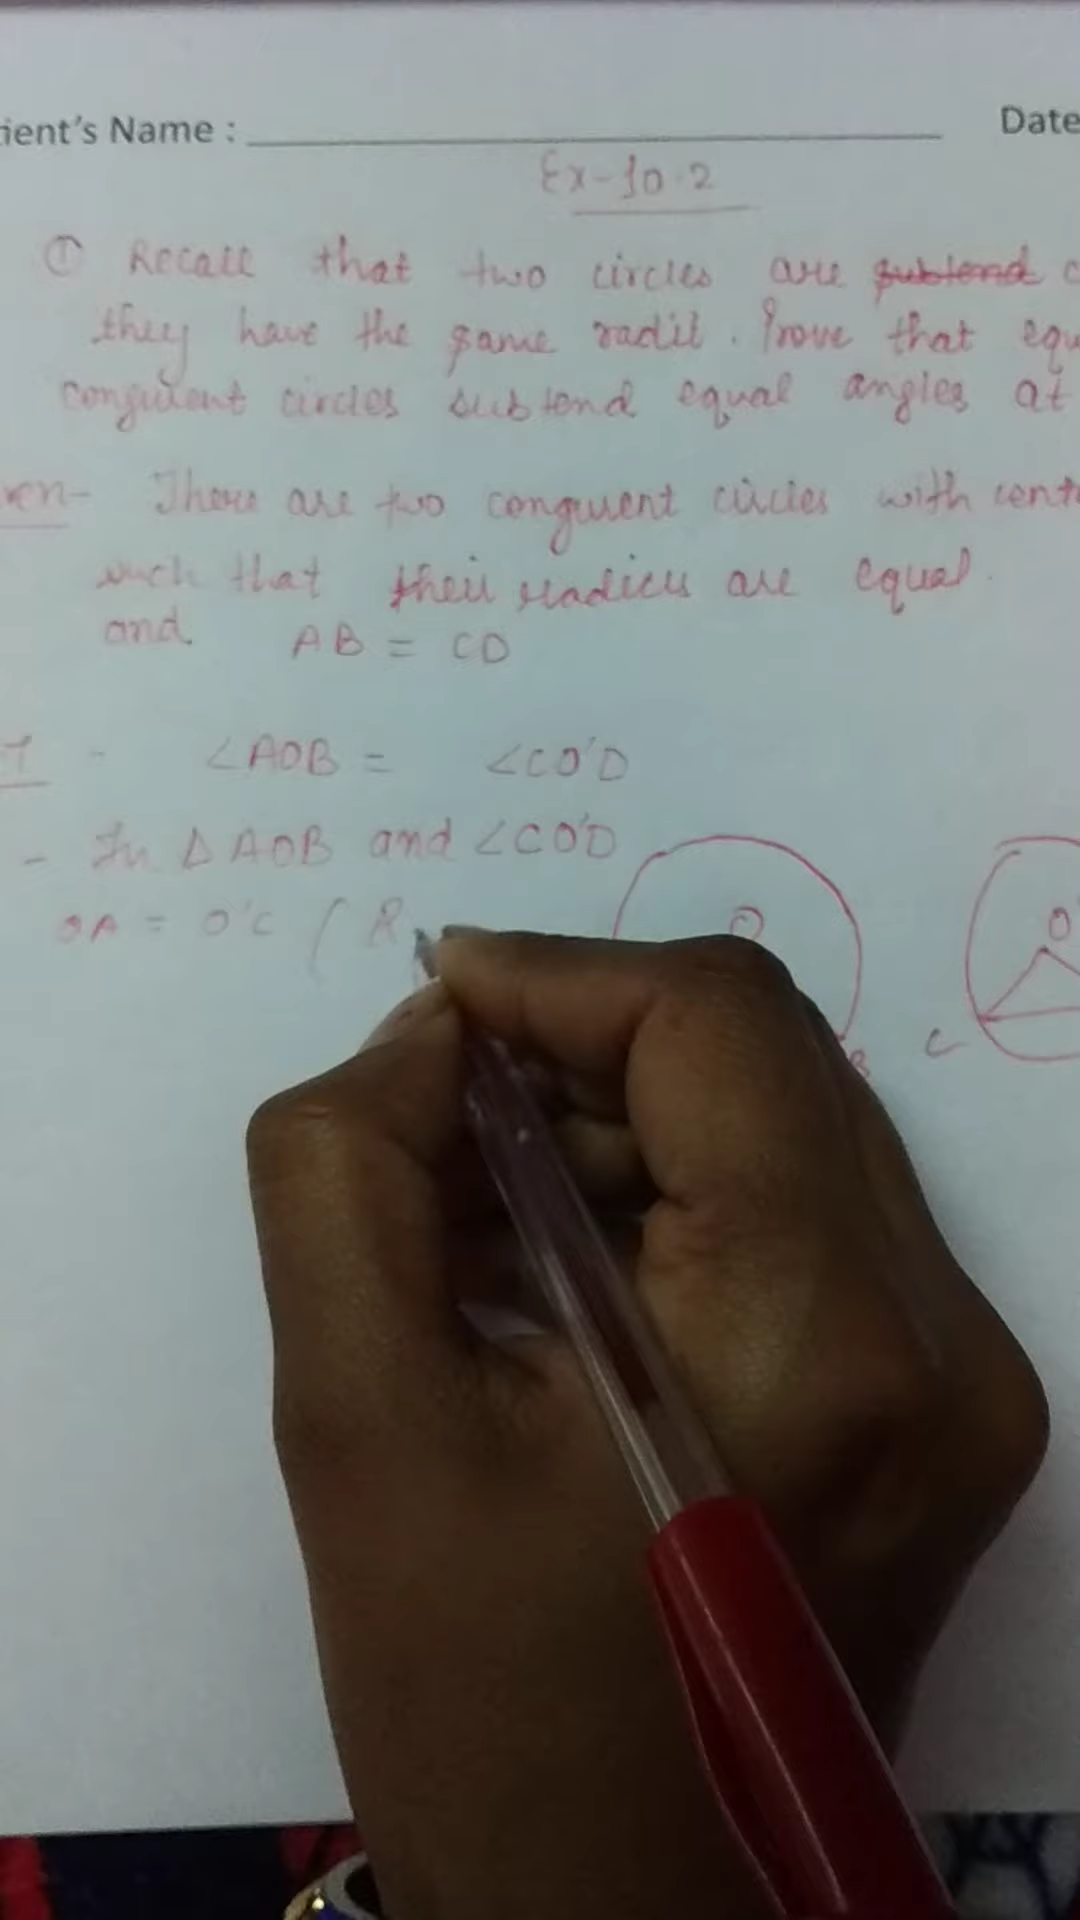 ient's Name : Date
Ex-10.2
① Recall that two circles are subtend c
they have the same radii. Prove that equ
congruent circles subtend equal angles at
ven- There are two congruent circles with cent
such that their radius are equal.
and AB = CD
T - ∠AOB = ∠CO'D
- In ΔAOB and ∠CO'D
OA = O'C ( R
O
O'
C
B